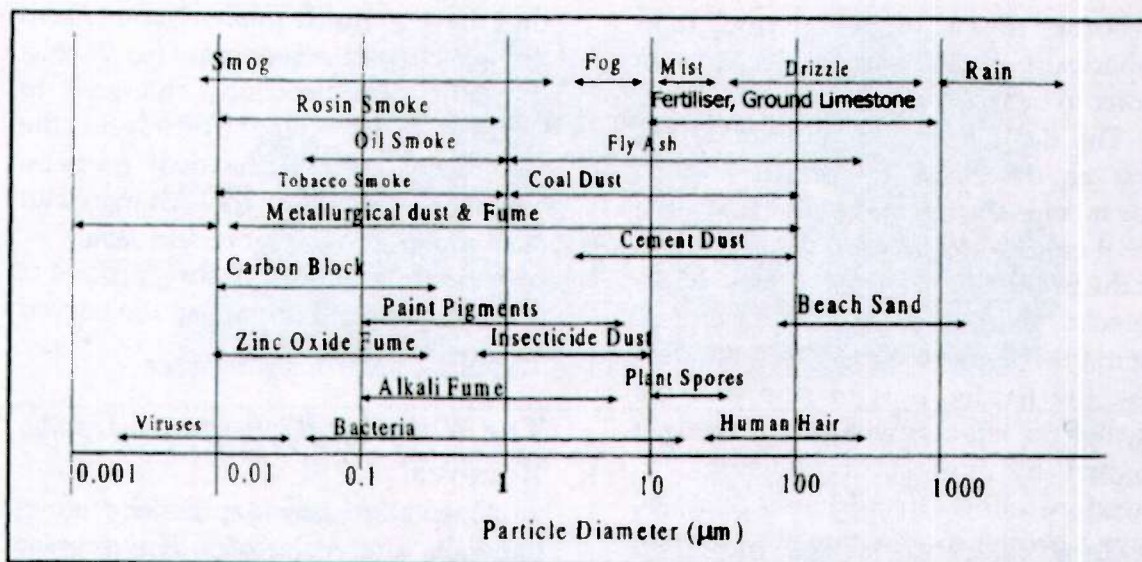 Smog Fog Mist Drizzle Rain
Rosin Smoke Fertiliser, Ground Limestone
Oil Smoke Fly Ash
Tobacco Smoke Coal Dust
Metallurgical dust & Fume
Cement Dust
Carbon Block
Paint Pigments Beach Sand
Zinc Oxide Fume Insecticide Dust
Alkali Fume Plant Spores
Viruses Bacteria Human Hair
0.001 0.01 0.1 1 10 100 1000
Particle Diameter (μm)